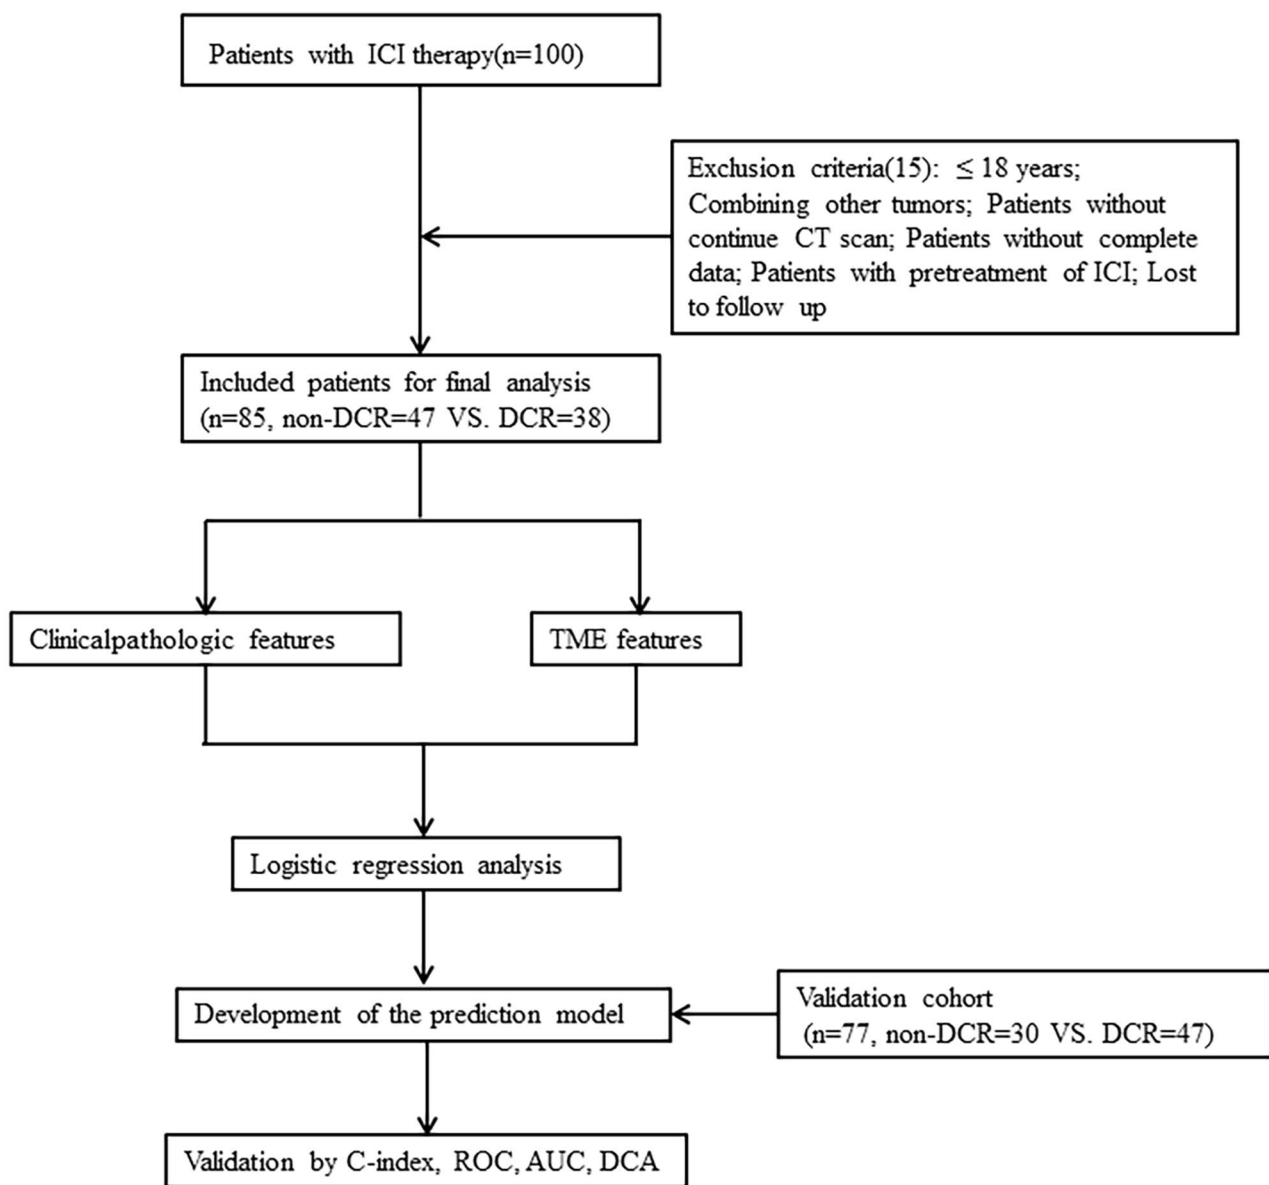 Patients with ICI therapy(n=100)
Exclusion criteria(15): ≤ 18 years;
Combining other tumors; Patients without
continue CT scan; Patients without complete
data; Patients with pretreatment of ICI; Lost
to follow up
Included patients for final analysis
(n=85, non-DCR=47 VS. DCR=38)
Clinicalpathologic features
TME features
Logistic regression analysis
Development of the prediction model
Validation cohort
(n=77, non-DCR=30 VS. DCR=47)
Validation by C-index, ROC, AUC, DCA